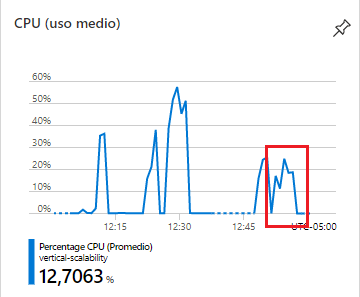 CPU (uso medio)
60%
50%
40%
30%
20%
10%
0%
12:15 12:30 12:45 UTC-05:00
Percentage CPU (Promedio)
vertical-scalability
12,7063 %